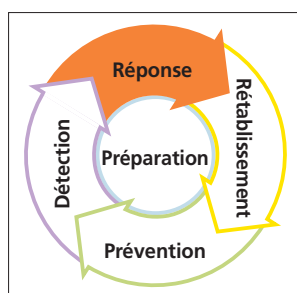 Réponse
Rétablissement
Préparation
Détection
Prévention